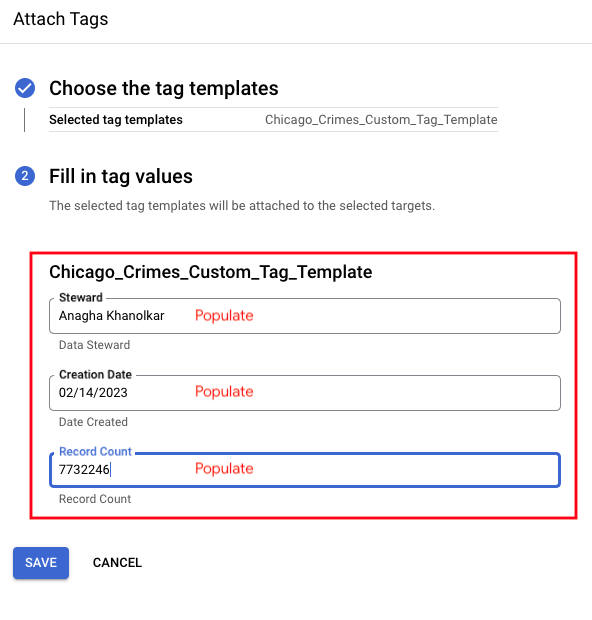 Attach Tags
Choose the tag templates
Selected tag templates Chicago_Crimes_Custom_Tag_Template
2 Fill in tag values
The selected tag templates will be attached to the selected targets.
Chicago_Crimes_Custom_Tag_Template
Steward
Anagha Khanolkar Populate
Data Steward
Creation Date
02/14/2023 Populate
Date Created
Record Count
7732246 Populate
Record Count
SAVE CANCEL